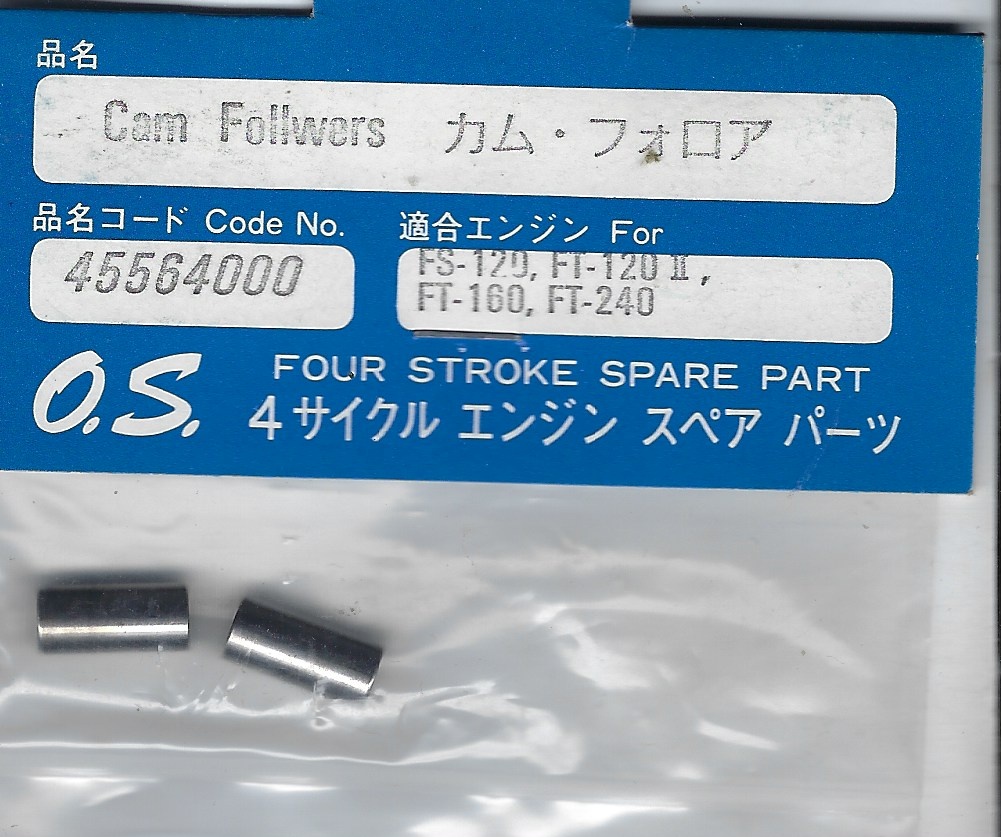 品名
Cam Follwers カム・フォロア
品名コード Code No. 適合エンジン For
45564000
FS-120, FT-120 II,
FT-160, FT-240
O.S.
FOUR STROKE SPARE PART
4サイクル エンジン スペア パーツ